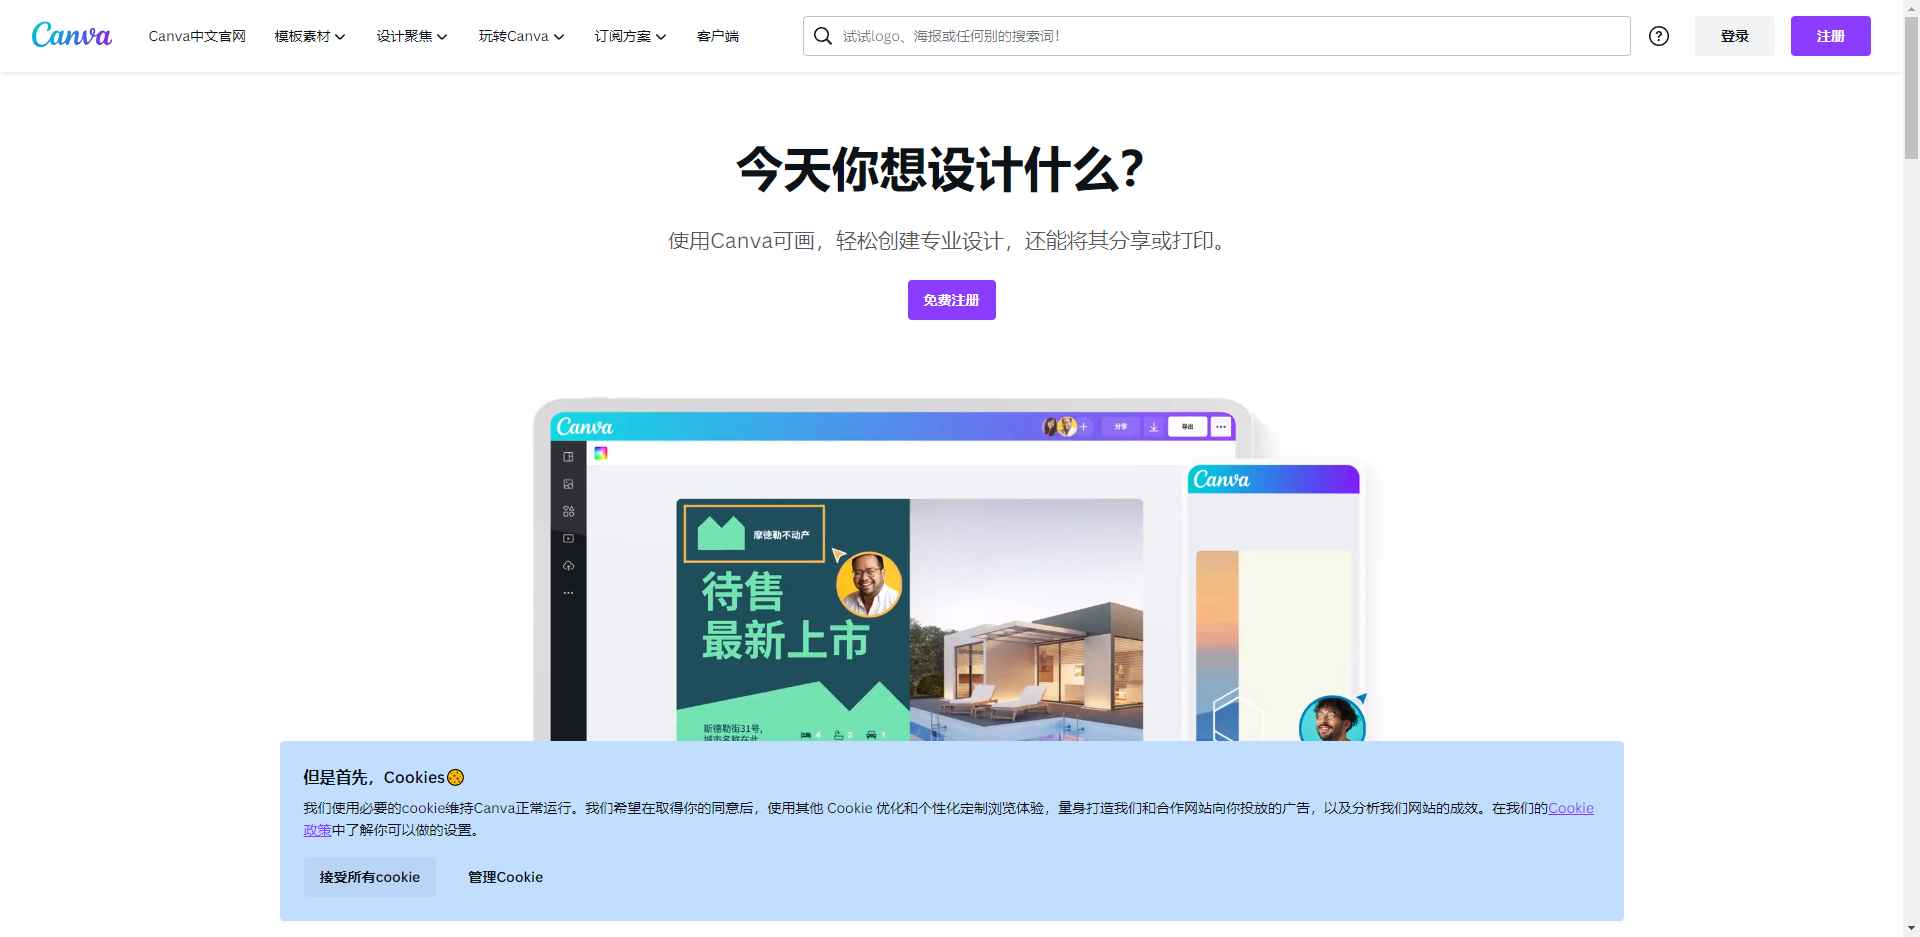 Canva
Canva中文官网
模板素材
设计聚焦
玩转Canva
订阅方案
客户端
试试logo、海报或任何别的搜索词！
登录
注册
今天你想设计什么？
使用Canva可画，轻松创建专业设计，还能将其分享或打印。
免费注册
Canva
分享
导出
Canva
摩德勒不动产
待售
最新上市
斯德勒街31号，
城市名称在此
4
2
1
但是首先，Cookies
我们使用必要的cookie维持Canva正常运行。我们希望在取得你的同意后，使用其他 Cookie 优化和个性化定制浏览体验，量身打造我们和合作网站向你投放的广告，以及分析我们网站的成效。在我们的Cookie
政策中了解你可以做的设置。
接受所有cookie
管理Cookie